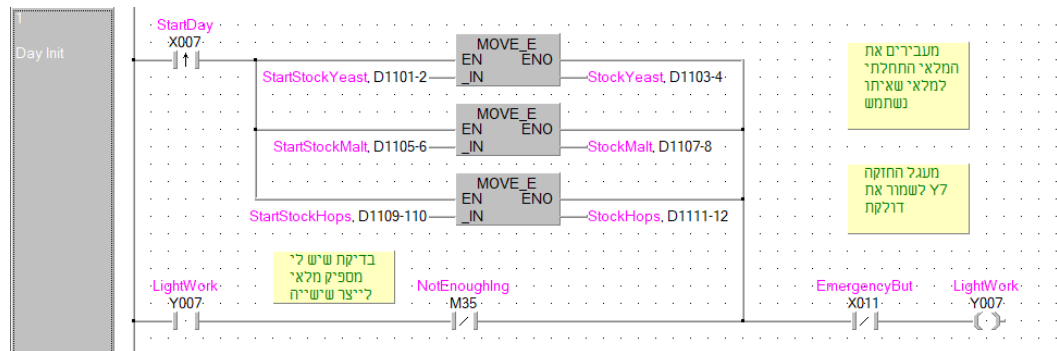 1
Day Init
StartDay
X007
MOVE_E
EN ENO
StartStockYeast, D1101-2
_IN
StockYeast, D1103-4
מעבירים את
המלאי התחלתי
למלאי שאיתו
נשתמש
MOVE_E
EN ENO
StartStockMalt, D1105-6
_IN
StockMalt, D1107-8
MOVE_E
EN ENO
StartStockHops, D1109-110
_IN
StockHops, D1111-12
מעגל החזקה
Y7 לשמור את
דולקת
בדיקת שיש לי
מספיק מלאי
לייצר שישייה
LightWork
Y007
NotEnoughIng
M35
EmergencyBut
X011
LightWork
Y007